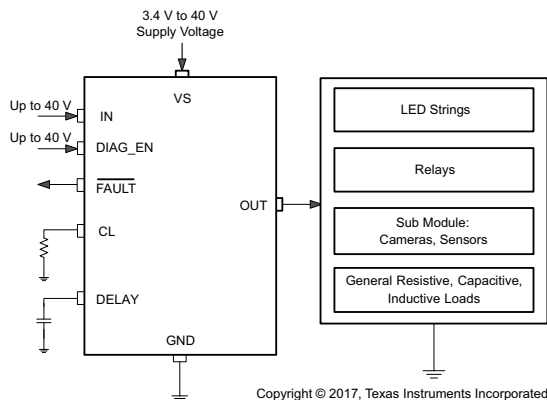 3.4 V to 40 V
Supply Voltage
VS
Up to 40 V
IN
Up to 40 V
DIAG_EN
FAULT
OUT
CL
DELAY
GND
LED Strings
Relays
Sub Module:
Cameras, Sensors
General Resistive, Capacitive,
Inductive Loads
Copyright © 2017, Texas Instruments Incorporated